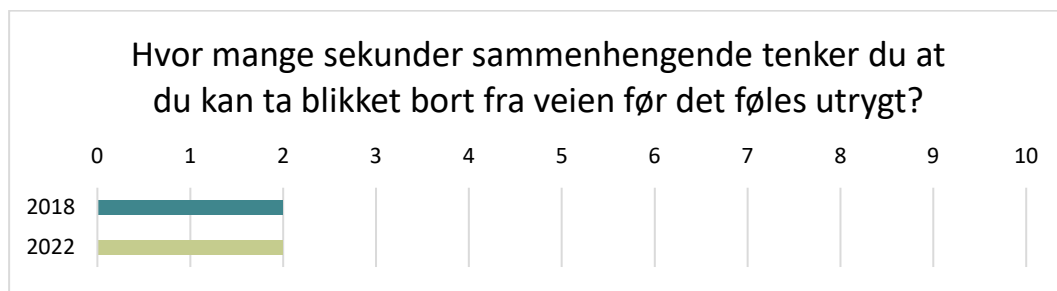 Hvor mange sekunder sammenhengende tenker du at
du kan ta blikket bort fra veien før det føles utrygt?
0 1 2 3 4 5 6 7 8 9 10
2018
2022